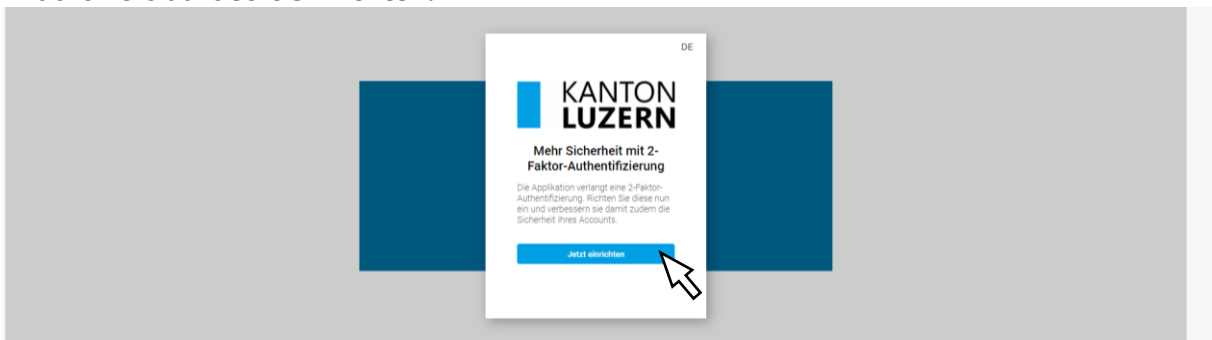 DE
KANTON
LUZERN
Mehr Sicherheit mit 2-
Faktor-Authentifizierung
Die Applikation verlangt eine 2-Faktor-
Authentifizierung. Richten Sie diese nun
ein und verbessern sie damit zudem die
Sicherheit Ihres Accounts.
Jetzt einrichten